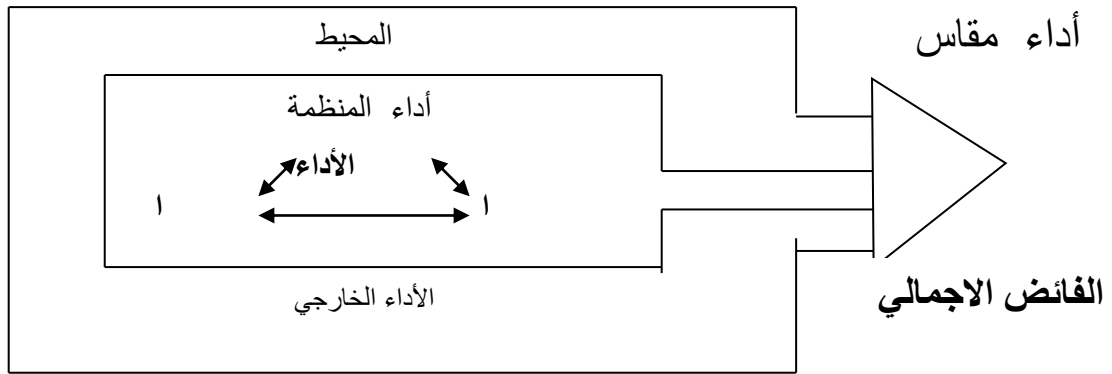 المحيط
أداء مقاس
أداء المنظمة
الأداء
ا
ا
الأداء الخارجي
الفائض الاجمالي